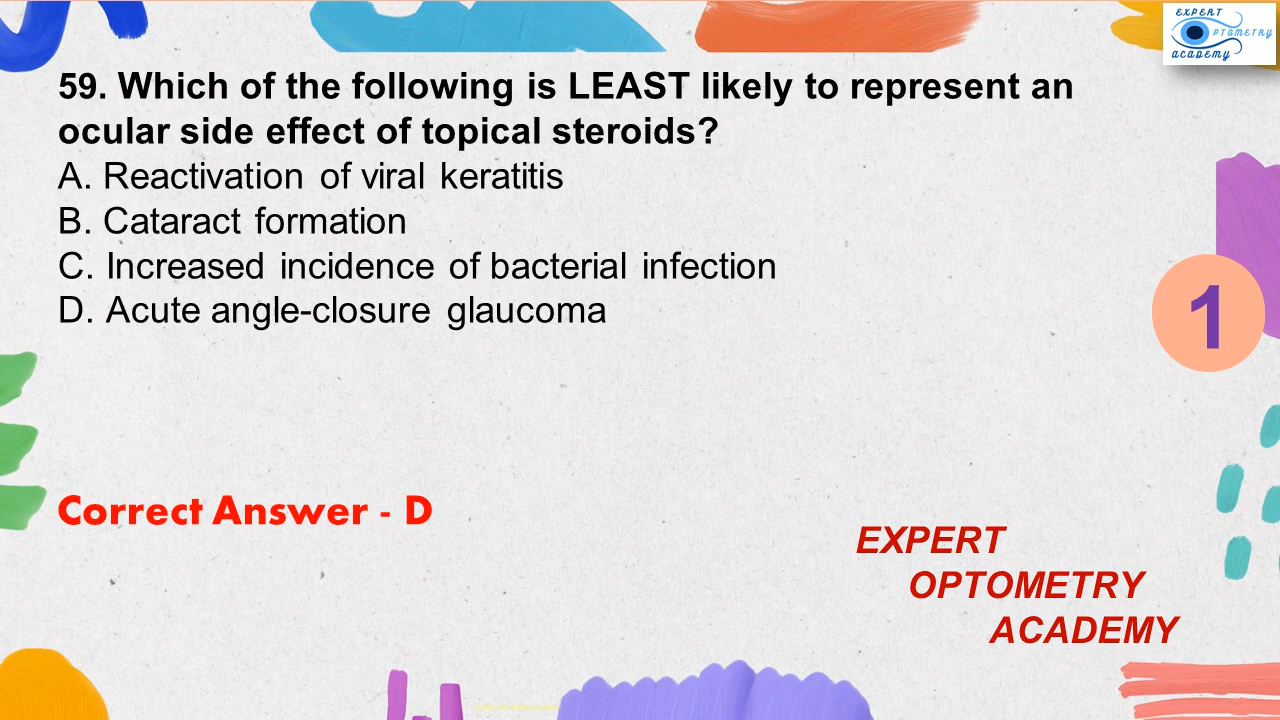 EXPERT
PTOMETRY
ACADEMY
59. Which of the following is LEAST likely to represent an
ocular side effect of topical steroids?
A. Reactivation of viral keratitis
B. Cataract formation
C. Increased incidence of bacterial infection
D. Acute angle-closure glaucoma
1
Correct Answer - D
EXPERT
OPTOMETRY
ACADEMY